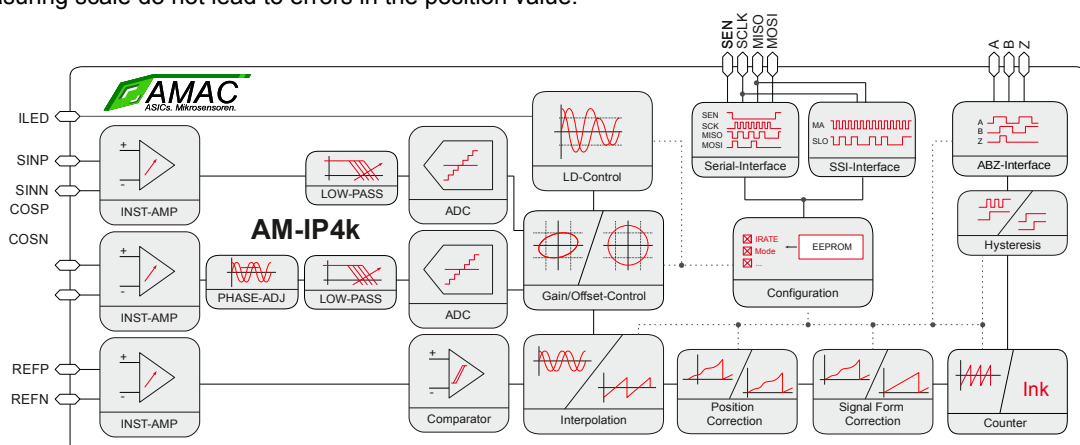 asuring scale do not lead to errors in the position value.
SEN
SCLK
MISO
MOSI
A
B
Z
AMAC
ASICs. Mikrosensoren.
ILED
SINP
SINN
COSP
COSN
REFP
REFN
INST-AMP
LOW-PASS
ADC
AM-IP4k
INST-AMP
PHASE-ADJ
LOW-PASS
ADC
INST-AMP
Comparator
LD-Control
Gain/Offset-Control
Interpolation
SEN
SCK
MISO
MOSI
Serial-Interface
MA
SLO
SSI-Interface
IRATE
Mode
...
EEPROM
Configuration
A
B
Z
ABZ-Interface
Hysteresis
Position
Correction
Signal Form
Correction
Ink
Counter